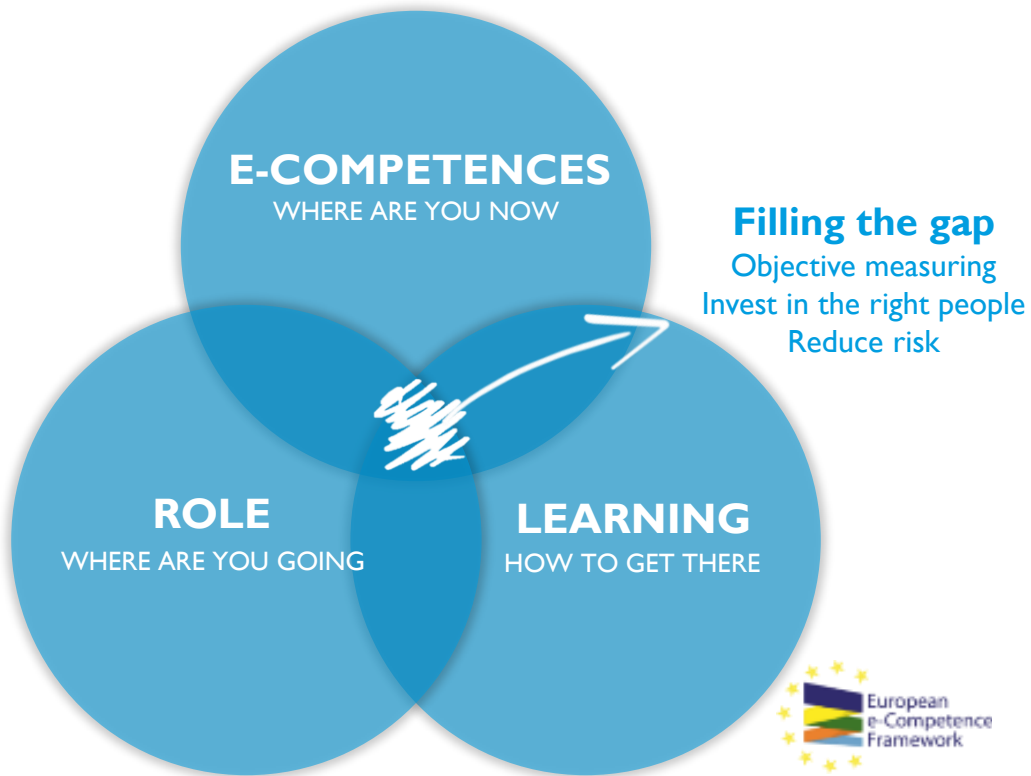 E-COMPETENCES
WHERE ARE YOU NOW
Filling the gap
Objective measuring
Invest in the right people
Reduce risk
ROLE
WHERE ARE YOU GOING
LEARNING
HOW TO GET THERE
European
e-Competence
Framework